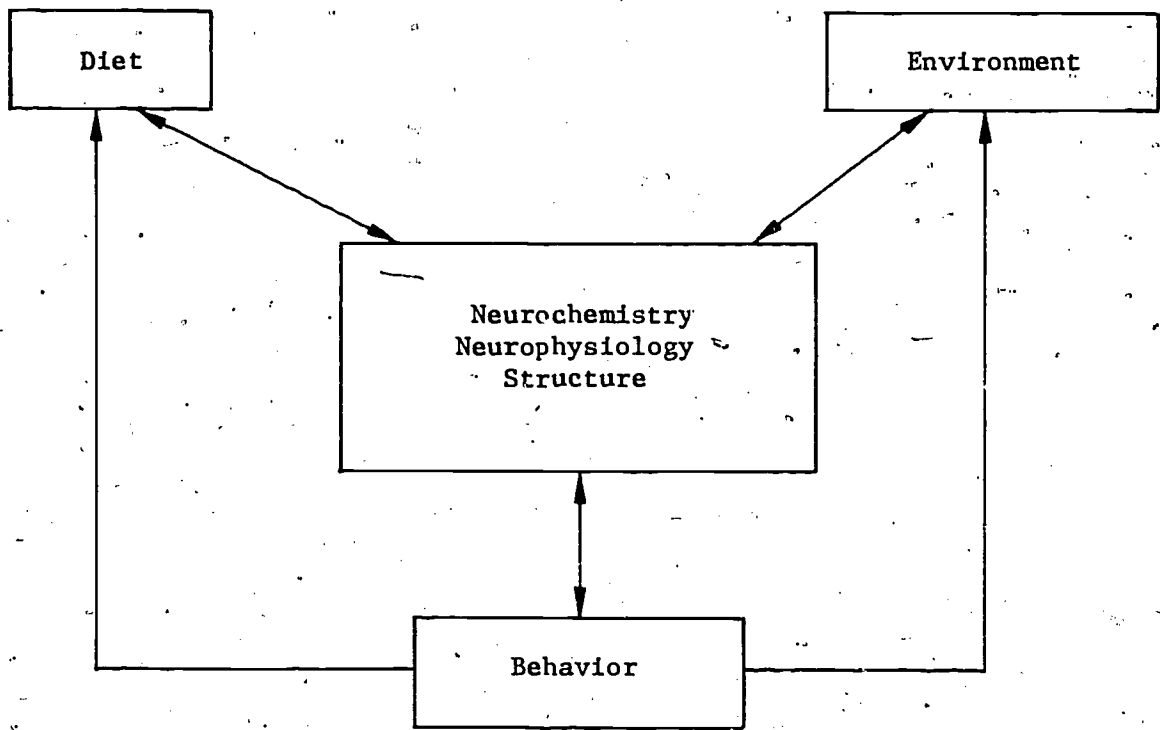 Diet
Environment
Neurochemistry
Neurophysiology
Structure
Behavior